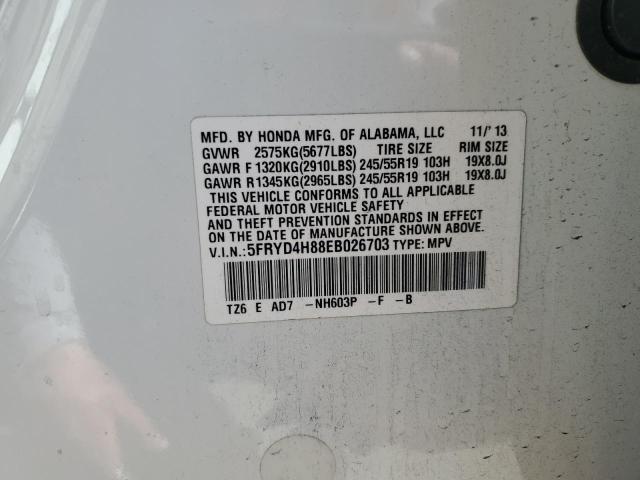 MFD. BY HONDA MFG. OF ALABAMA, LLC 11/'13
GVWR 2575KG(5677LBS) TIRE SIZE RIM SIZE
GAWR F 1320KG(2910LBS) 245/55R19 103H 19X8.0J
GAWR R 1345KG(2965LBS) 245/55R19 103H 19X8.0J
THIS VEHICLE CONFORMS TO ALL APPLICABLE
FEDERAL MOTOR VEHICLE SAFETY
AND THEFT PREVENTION STANDARDS IN EFFECT
ON THE DATE OF MANUFACTURE SHOWN ABOVE.
V.I.N.:5FRYD4H88EB026703 TYPE: MPV
TZ6 E AD7 -NH603P -F -B